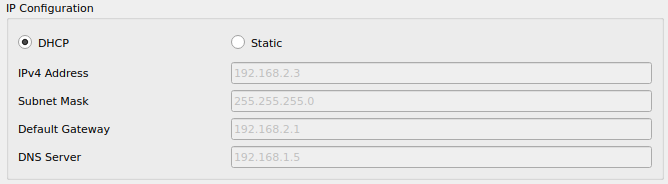 IP Configuration
DHCP Static
IPv4 Address 192.168.2.3
Subnet Mask 255.255.255.0
Default Gateway 192.168.2.1
DNS Server 192.168.1.5